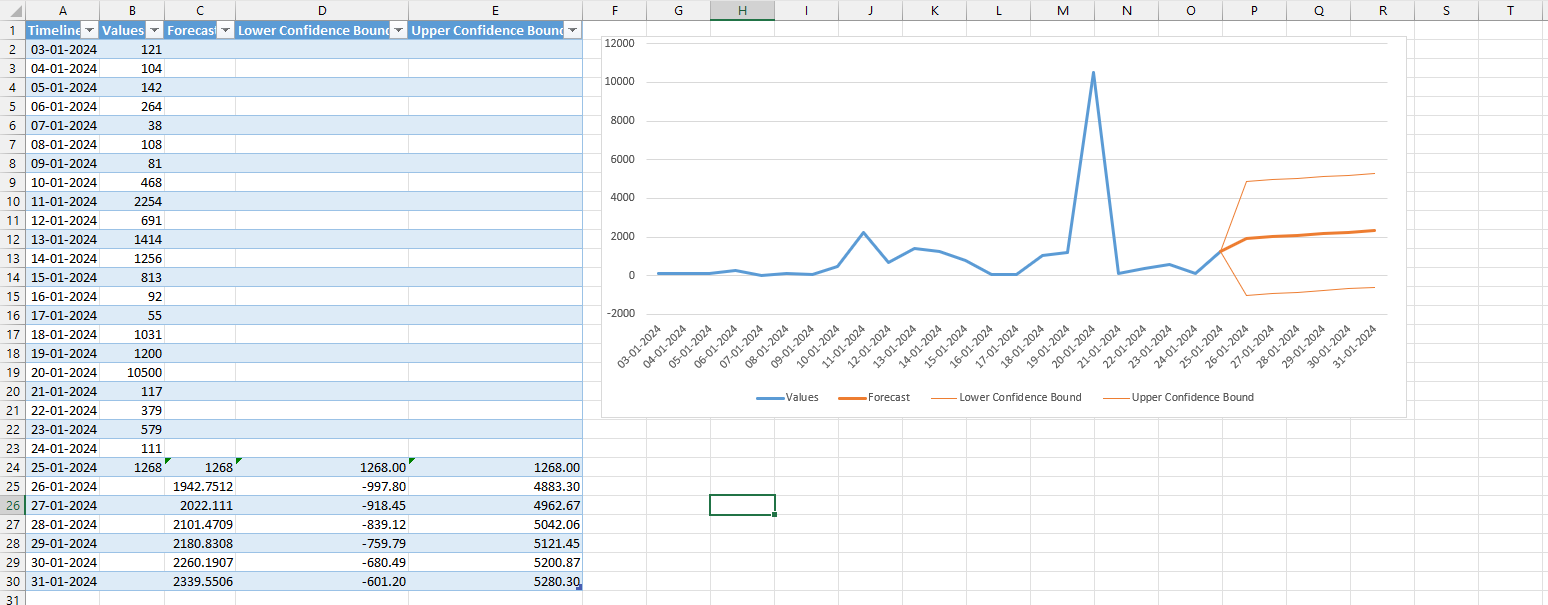 A B C D E F G H I J K L M N O P Q R S T
1 Timeline Values Forecast Lower Confidence Bound Upper Confidence Bound
2 03-01-2024 121
3 04-01-2024 104
4 05-01-2024 142
5 06-01-2024 264
6 07-01-2024 38
7 08-01-2024 108
8 09-01-2024 81
9 10-01-2024 468
10 11-01-2024 2254
11 12-01-2024 691
12 13-01-2024 1414
13 14-01-2024 1256
14 15-01-2024 813
15 16-01-2024 92
16 17-01-2024 55
17 18-01-2024 1031
18 19-01-2024 1200
19 20-01-2024 10500
20 21-01-2024 117
21 22-01-2024 379
22 23-01-2024 579
23 24-01-2024 111
24 25-01-2024 1268 1268 1268.00 1268.00
25 26-01-2024 1942.7512 -997.80 4883.30
26 27-01-2024 2022.111 -918.45 4962.67
27 28-01-2024 2101.4709 -839.12 5042.06
28 29-01-2024 2180.8308 -759.79 5121.45
29 30-01-2024 2260.1907 -680.49 5200.87
30 31-01-2024 2339.5506 -601.20 5280.30
31
12000
10000
8000
6000
4000
2000
0
-2000
03-01-2024 04-01-2024 05-01-2024 06-01-2024 07-01-2024 08-01-2024 09-01-2024 10-01-2024 11-01-2024 12-01-2024 13-01-2024 14-01-2024 15-01-2024 16-01-2024 17-01-2024 18-01-2024 19-01-2024 20-01-2024 21-01-2024 22-01-2024 23-01-2024 24-01-2024 25-01-2024 26-01-2024 27-01-2024 28-01-2024 29-01-2024 30-01-2024 31-01-2024
Values Forecast Lower Confidence Bound Upper Confidence Bound